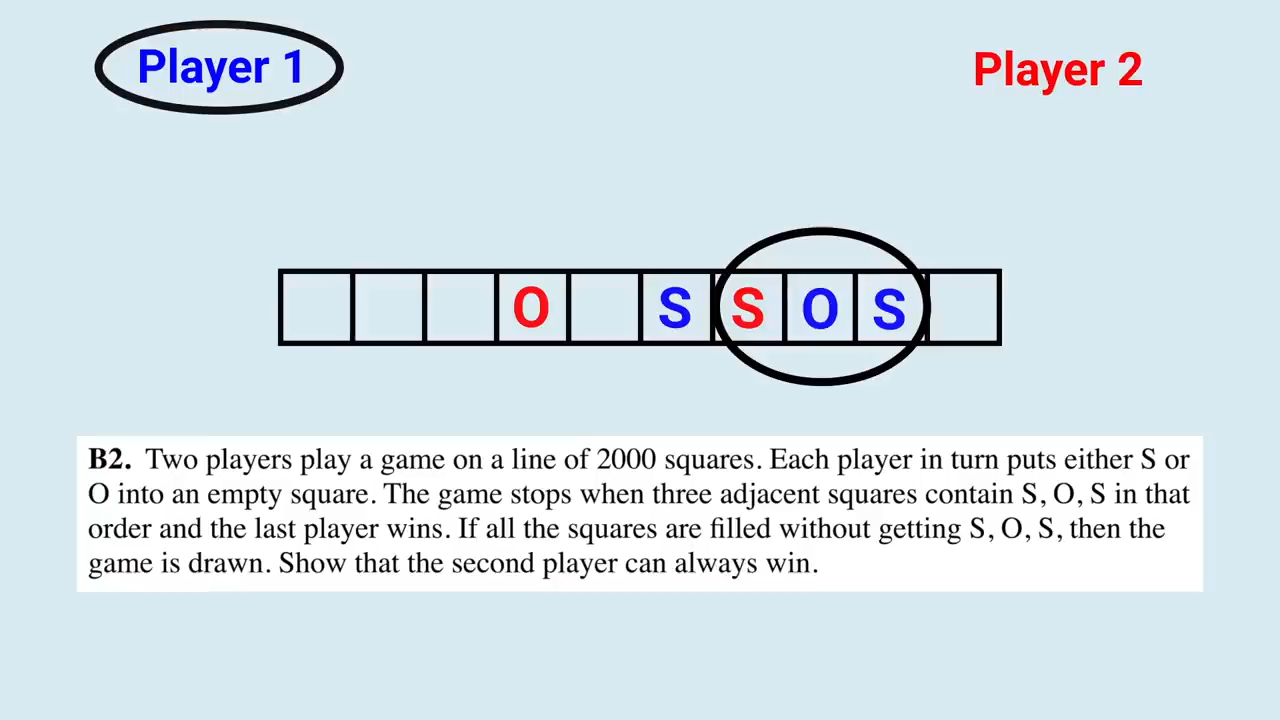 Player 1
Player 2
O S S O S
B2. Two players play a game on a line of 2000 squares. Each player in turn puts either S or
O into an empty square. The game stops when three adjacent squares contain S, O, S in that
order and the last player wins. If all the squares are filled without getting S, O, S, then the
game is drawn. Show that the second player can always win.